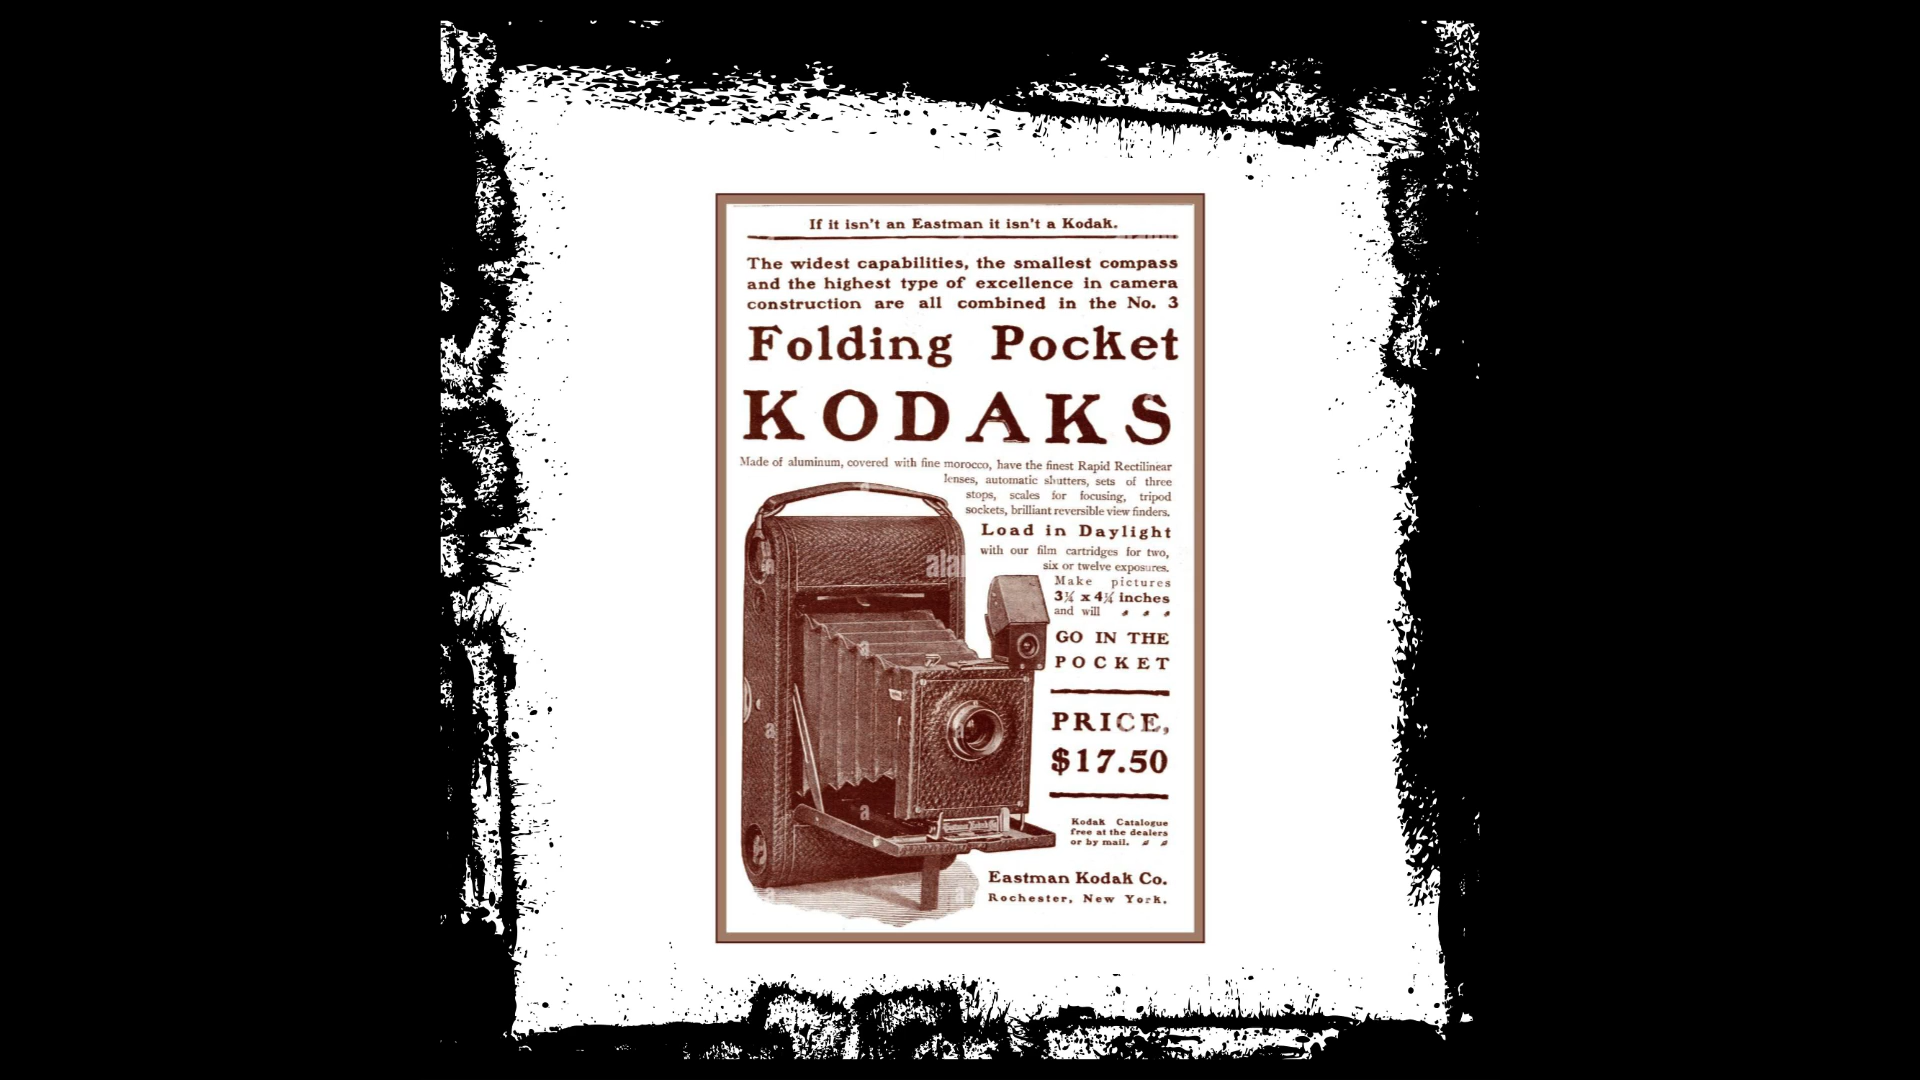 If it isn't an Eastman it isn't a Kodak.
The widest capabilities, the smallest compass
and the highest type of excellence in camera
construction are all combined in the No. 3
Folding Pocket
KODAKS
Made of aluminum, covered with fine morocco, have the finest Rapid Rectilinear
lenses, automatic shutters, sets of three
stops, scales for focusing, tripod
sockets, brilliant reversible view finders.
Load in Daylight
with our film cartridges for two,
six or twelve exposures.
Make pictures
3¼ x 4¼ inches
and will
GO IN THE
POCKET
PRICE,
$17.50
Kodak Catalogue
free at the dealers
or by mail.
Eastman Kodak Co.
Rochester, New York.